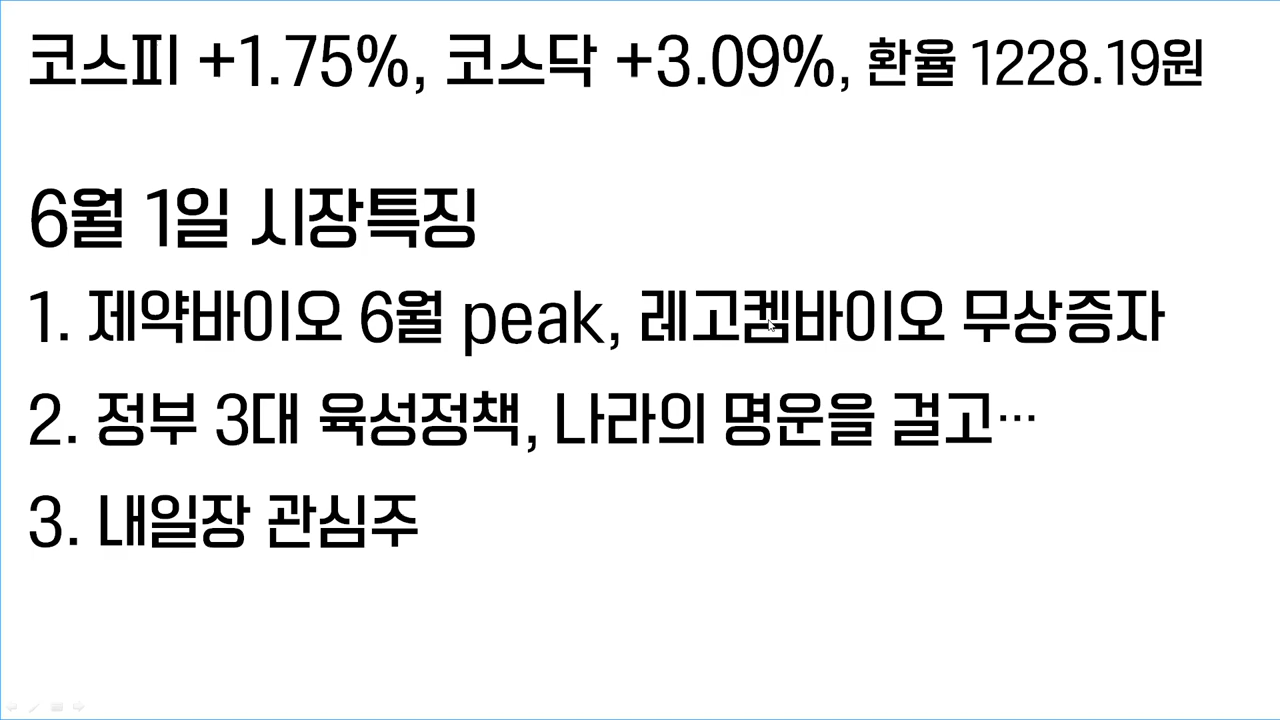 코스피 +1.75%, 코스닥 +3.09%, 환율 1228.19원
6월 1일 시장특징
1. 제약바이오 6월 peak, 레고켐바이오 무상증자
2. 정부 3대 육성정책, 나라의 명운을 걸고…
3. 내일장 관심주